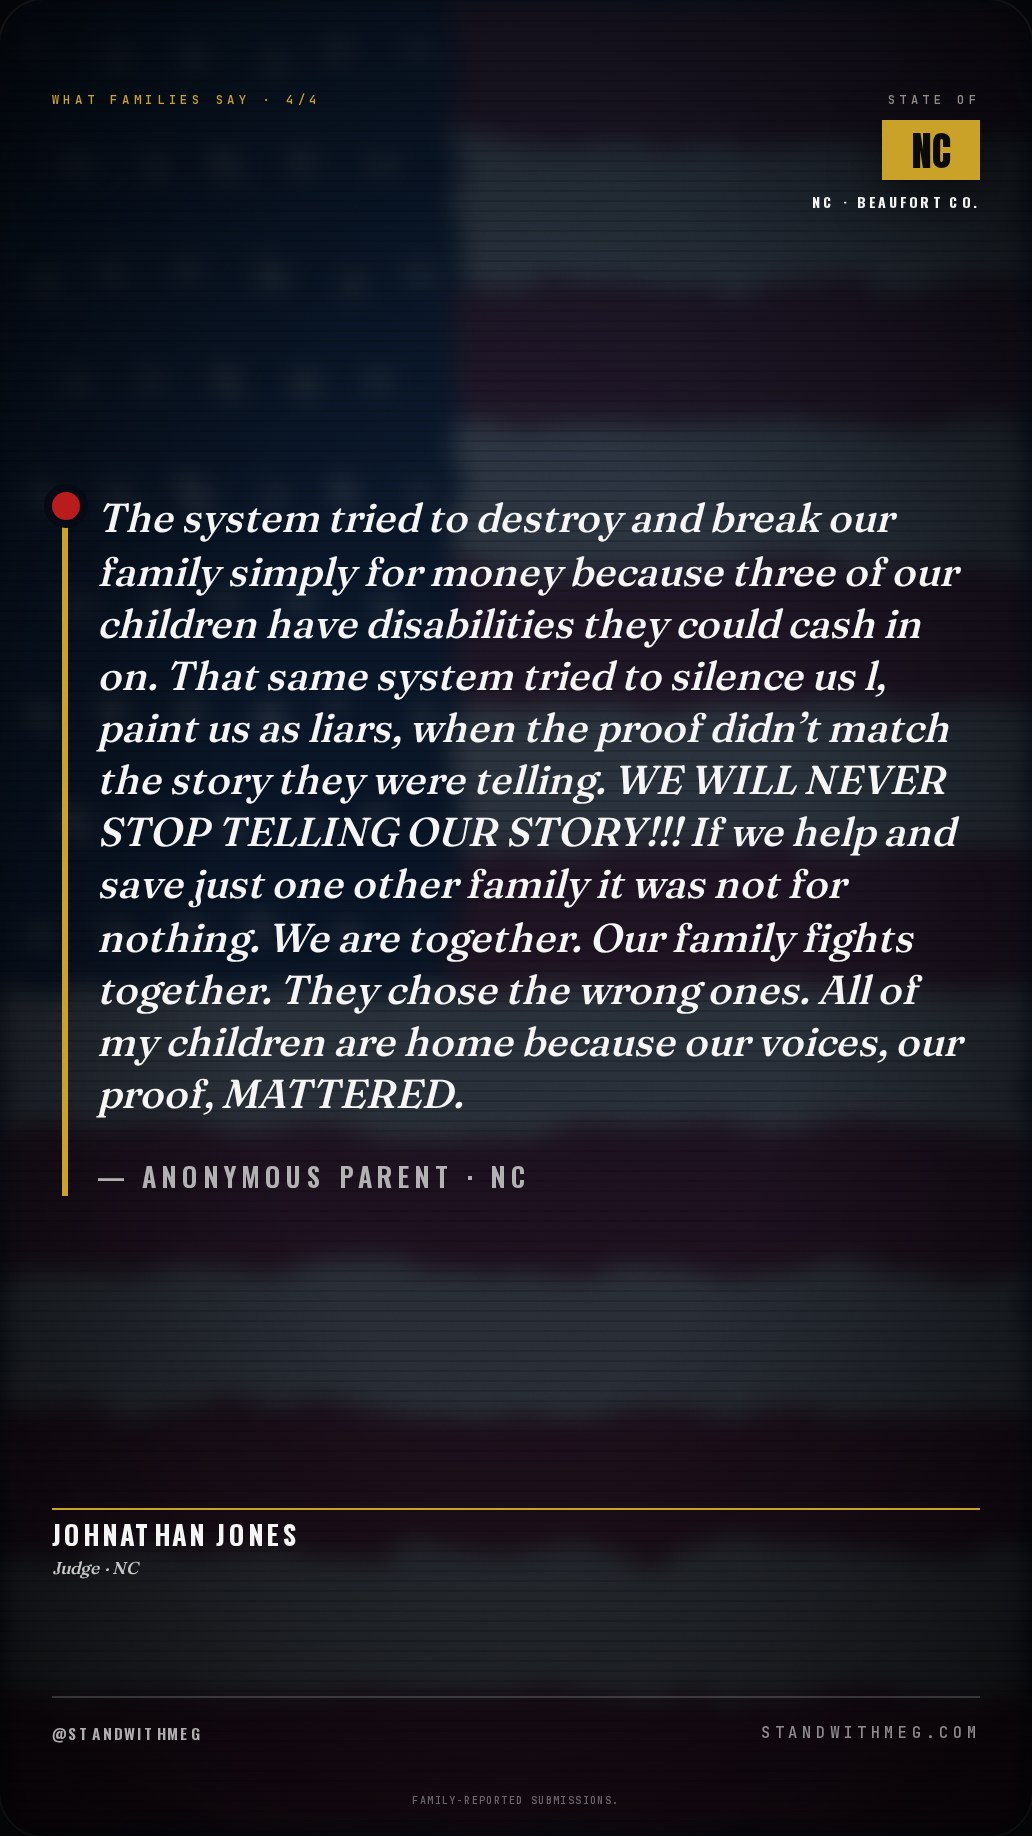 WHAT FAMILIES SAY · 4/4
STATE OF
NC
NC · BEAUFORT CO.
The system tried to destroy and break our
family simply for money because three of our
children have disabilities they could cash in
on. That same system tried to silence us l,
paint us as liars, when the proof didn’t match
the story they were telling. WE WILL NEVER
STOP TELLING OUR STORY!!! If we help and
save just one other family it was not for
nothing. We are together. Our family fights
together. They chose the wrong ones. All of
my children are home because our voices, our
proof, MATTERED.
— ANONYMOUS PARENT · NC
JOHNATHAN JONES
Judge · NC
@STANDWITHMEG
STANDWITHMEG.COM
FAMILY-REPORTED SUBMISSIONS.